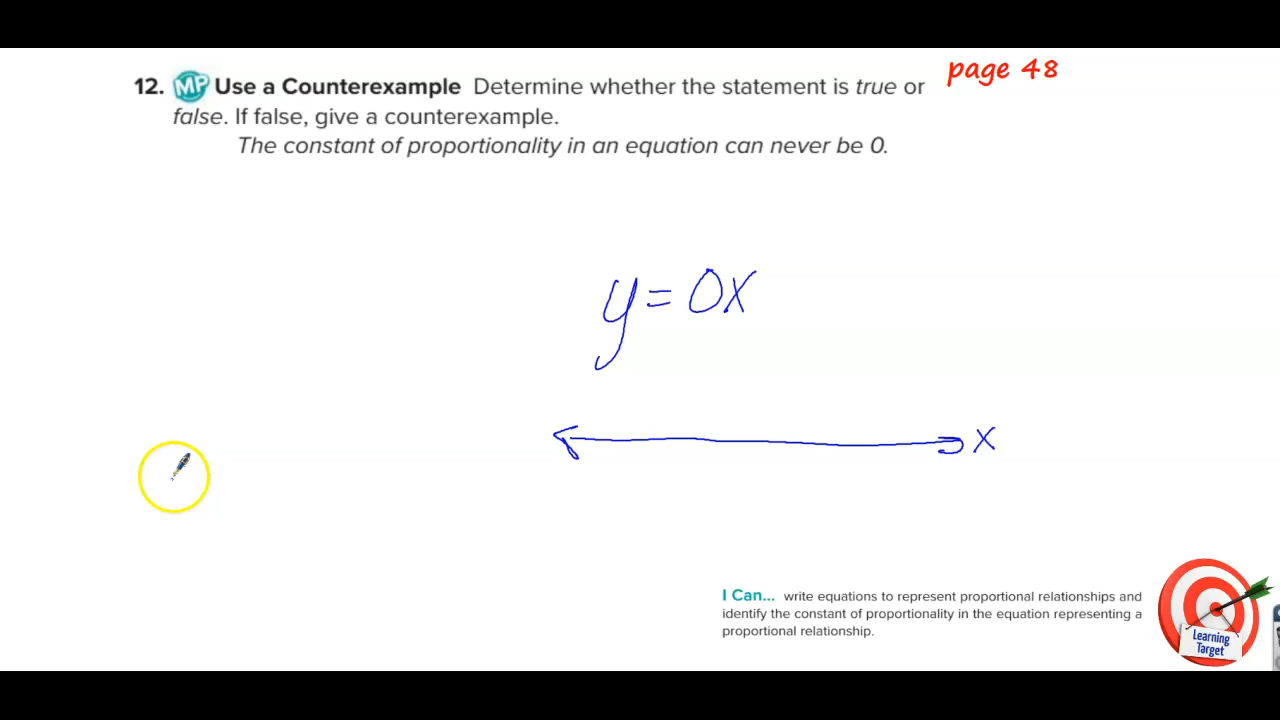 page 48
12. MP Use a Counterexample Determine whether the statement is true or
false. If false, give a counterexample.
The constant of proportionality in an equation can never be 0.
y = 0x
x
I Can... write equations to represent proportional relationships and
identify the constant of proportionality in the equation representing a
proportional relationship.
Learning
Target